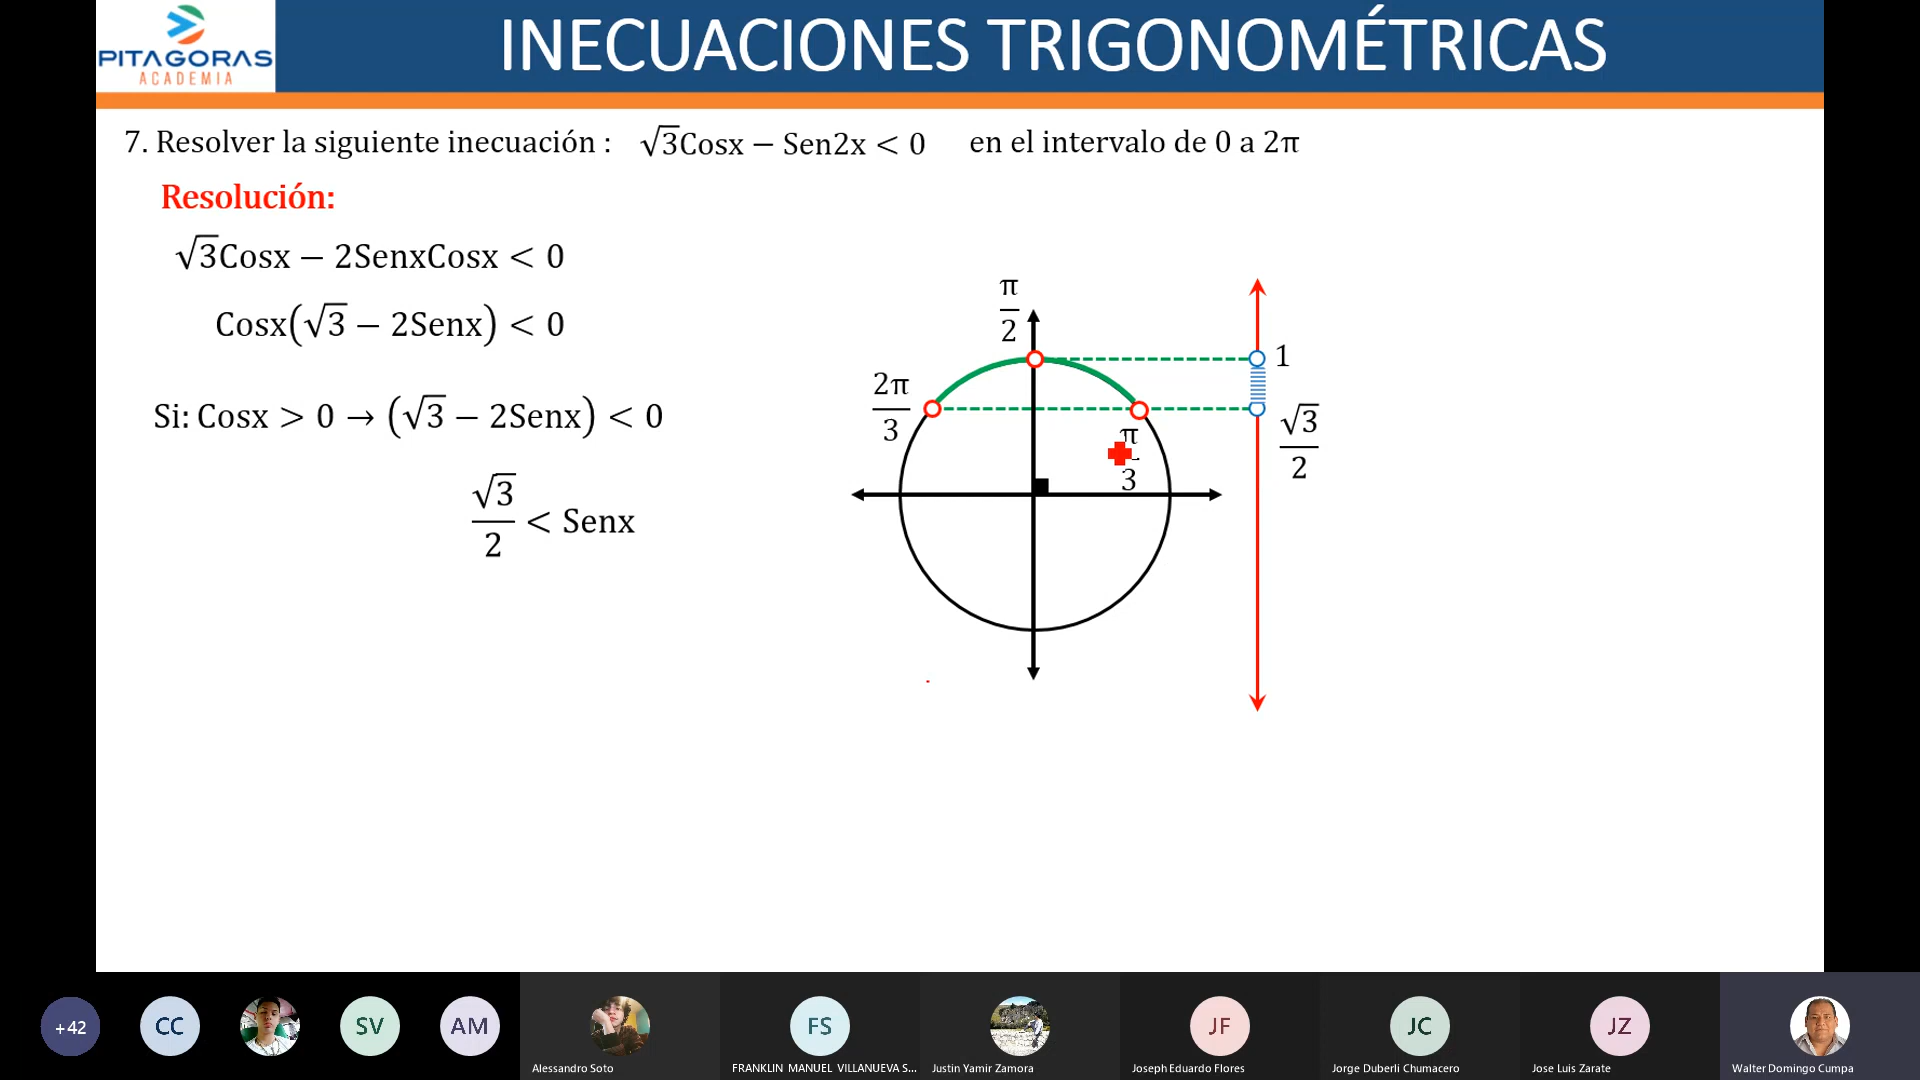 PITAGORAS
ACADEMIA
INECUACIONES TRIGONOMÉTRICAS
7. Resolver la siguiente inecuación : √3Cosx − Sen2x < 0 en el intervalo de 0 a 2π
Resolución:
√3Cosx − 2SenxCosx < 0
Cosx(√3 − 2Senx) < 0
Si: Cosx > 0 → (√3 − 2Senx) < 0
√3/2 < Senx
π/2
1
2π/3
π/3
√3/2
+42
CC
SV
AM
FS
JF
JC
JZ
Alessandro Soto
FRANKLIN MANUEL VILLANUEVA S...
Justin Yamir Zamora
Joseph Eduardo Flores
Jorge Duberli Chumacero
Jose Luis Zarate
Walter Domingo Cumpa